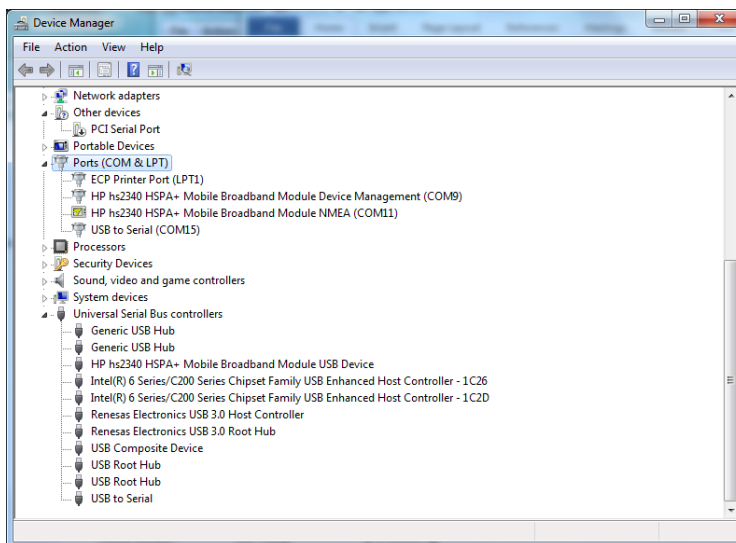 Device Manager
File Action View Help
Network adapters
Other devices
PCI Serial Port
Portable Devices
Ports (COM & LPT)
ECP Printer Port (LPT1)
HP hs2340 HSPA+ Mobile Broadband Module Device Management (COM9)
HP hs2340 HSPA+ Mobile Broadband Module NMEA (COM11)
USB to Serial (COM15)
Processors
Security Devices
Sound, video and game controllers
System devices
Universal Serial Bus controllers
Generic USB Hub
Generic USB Hub
HP hs2340 HSPA+ Mobile Broadband Module USB Device
Intel(R) 6 Series/C200 Series Chipset Family USB Enhanced Host Controller - 1C26
Intel(R) 6 Series/C200 Series Chipset Family USB Enhanced Host Controller - 1C2D
Renesas Electronics USB 3.0 Host Controller
Renesas Electronics USB 3.0 Root Hub
USB Composite Device
USB Root Hub
USB Root Hub
USB to Serial